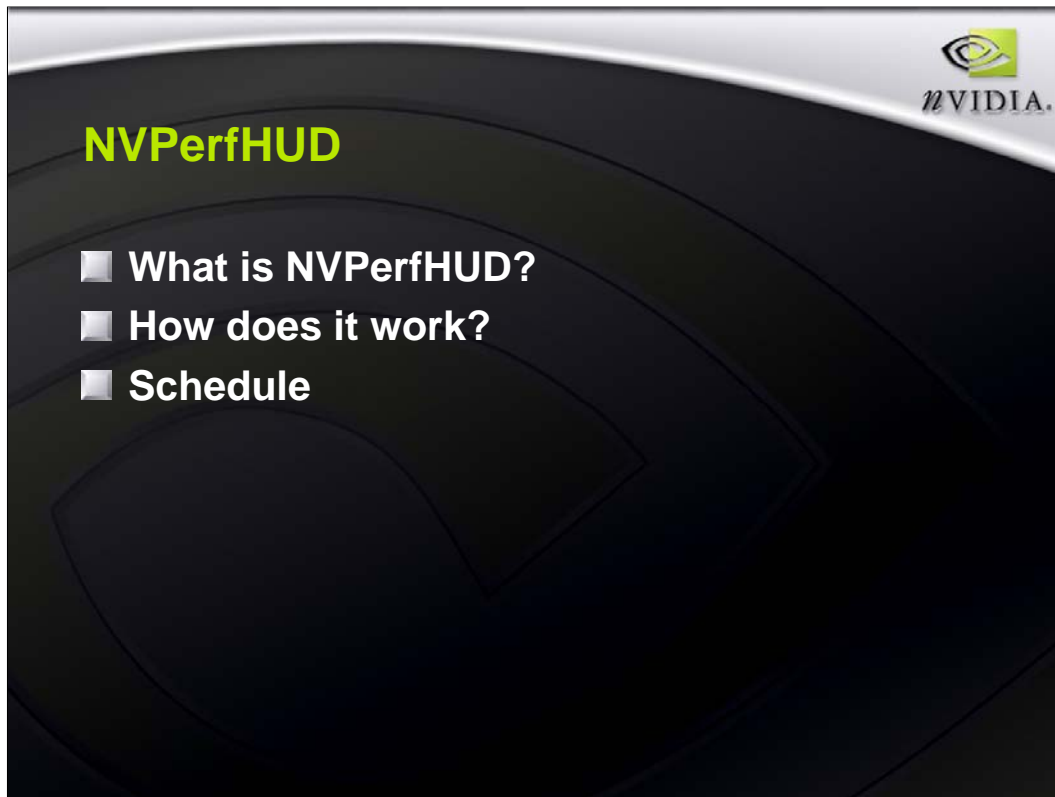 nVIDIA.
NVPerfHUD
What is NVPerfHUD?
How does it work?
Schedule